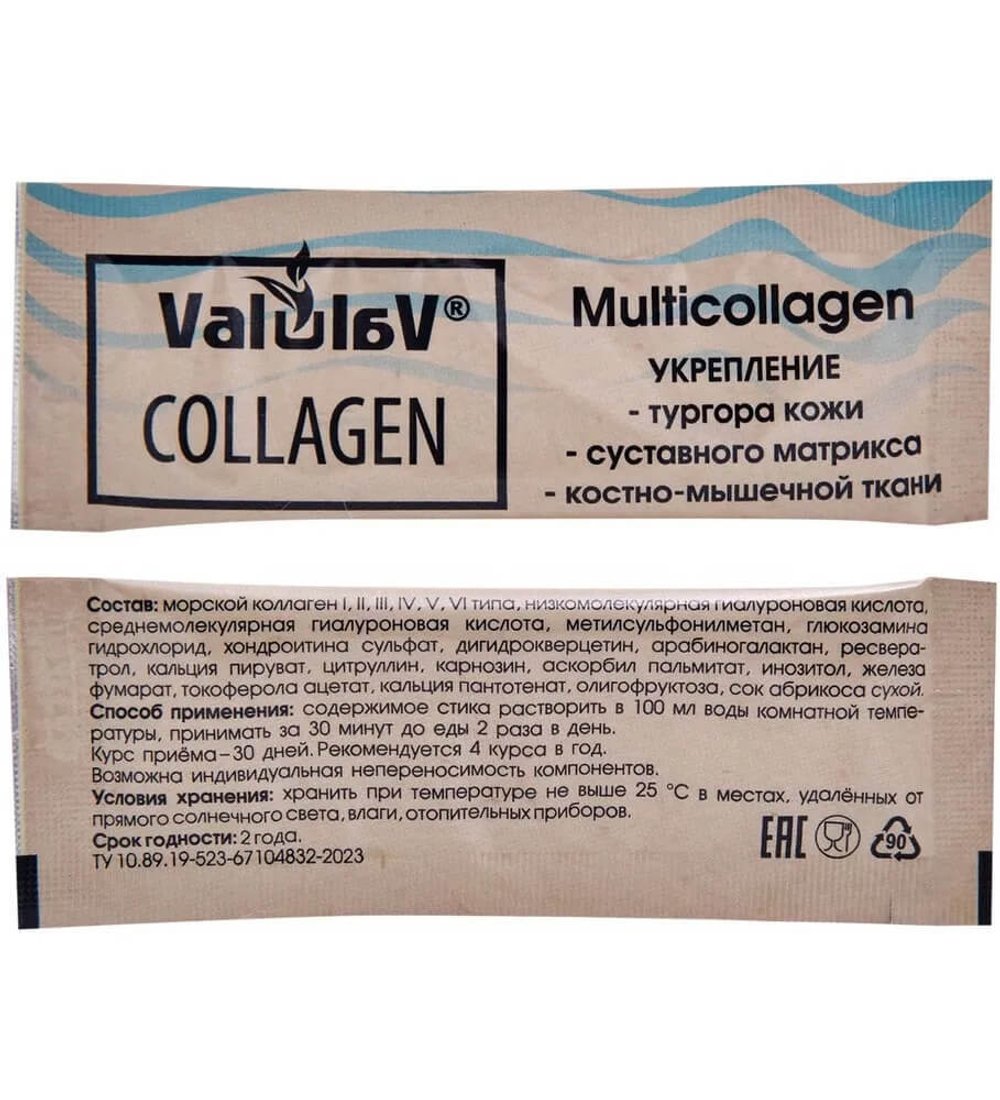 ValulaV®
COLLAGEN
Multicollagen
УКРЕПЛЕНИЕ
- тургора кожи
- суставного матрикса
- костно-мышечной ткани
Состав: морской коллаген I, II, III, IV, V, VI типа, низкомолекулярная гиалуроновая кислота,
среднемолекулярная гиалуроновая кислота, метилсульфонилметан, глюкозамина
гидрохлорид, хондроитина сульфат, дигидрокверцетин, арабиногалактан, ресвера-
трол, кальция пируват, цитруллин, карнозин, аскорбил пальмитат, инозитол, железа
фумарат, токоферола ацетат, кальция пантотенат, олигофруктоза, сок абрикоса сухой.
Способ применения: содержимое стика растворить в 100 мл воды комнатной темпе-
ратуры, принимать за 30 минут до еды 2 раза в день.
Курс приёма – 30 дней. Рекомендуется 4 курса в год.
Возможна индивидуальная непереносимость компонентов.
Условия хранения: хранить при температуре не выше 25 °C в местах, удалённых от
прямого солнечного света, влаги, отопительных приборов.
Срок годности: 2 года.
ТУ 10.89.19-523-67104832-2023
ЕАС
90